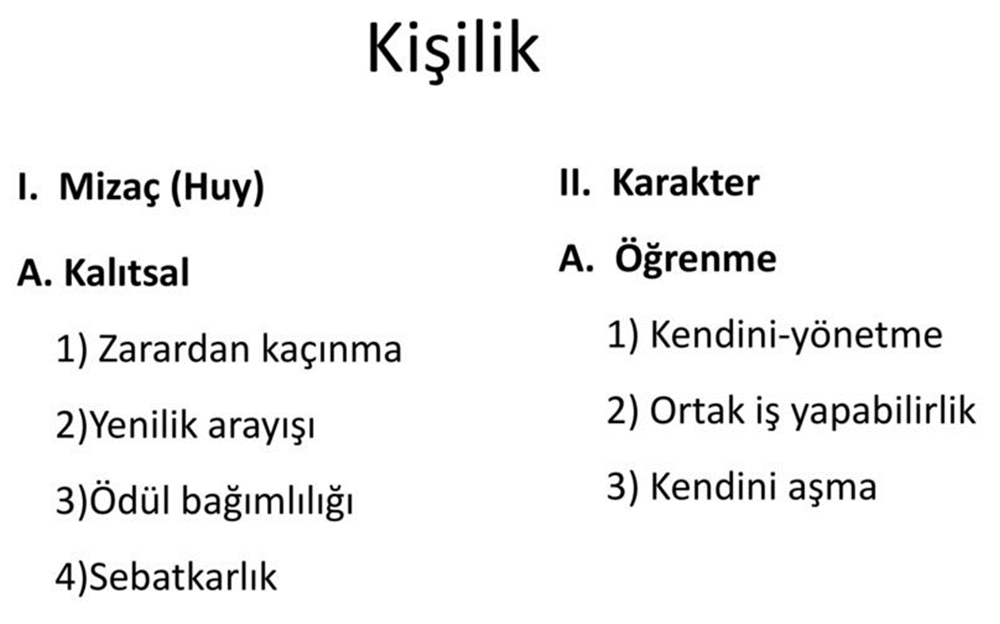 Kişilik
I. Mizaç (Huy)
A. Kalıtsal
1) Zarardan kaçınma
2)Yenilik arayışı
3)Ödül bağımlılığı
4)Sebatkarlık
II. Karakter
A. Öğrenme
1) Kendini-yönetme
2) Ortak iş yapabilirlik
3) Kendini aşma